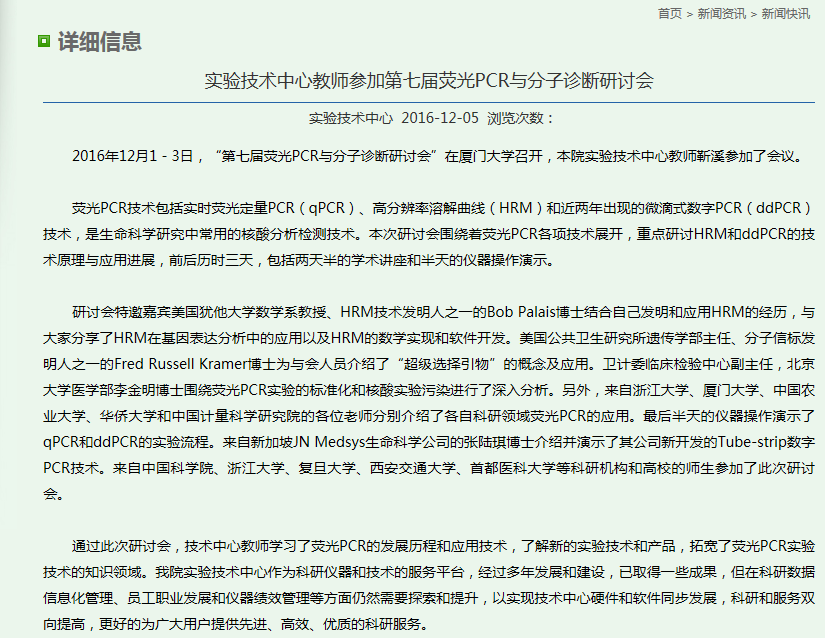 首页 > 新闻资讯 > 新闻快讯
详细信息
实验技术中心教师参加第七届荧光PCR与分子诊断研讨会
实验技术中心 2016-12-05 浏览次数：
2016年12月1－3日，“第七届荧光PCR与分子诊断研讨会”在厦门大学召开，本院实验技术中心教师靳溪参加了会议。
荧光PCR技术包括实时荧光定量PCR（qPCR）、高分辨率溶解曲线（HRM）和近两年出现的微滴式数字PCR（ddPCR）
技术，是生命科学研究中常用的核酸分析检测技术。本次研讨会围绕着荧光PCR各项技术展开，重点研讨HRM和ddPCR的技
术原理与应用进展，前后历时三天，包括两天半的学术讲座和半天的仪器操作演示。
研讨会特邀嘉宾美国犹他大学数学系教授、HRM技术发明人之一的Bob Palais博士结合自己发明和应用HRM的经历，与
大家分享了HRM在基因表达分析中的应用以及HRM的数学实现和软件开发。美国公共卫生研究所遗传学部主任、分子信标发
明人之一的Fred Russell Kramer博士为与会人员介绍了“超级选择引物”的概念及应用。卫计委临床检验中心副主任，北京
大学医学部李金明博士围绕荧光PCR实验的标准化和核酸实验污染进行了深入分析。另外，来自浙江大学、厦门大学、中国农
业大学、华侨大学和中国计量科学研究院的各位老师分别介绍了各自科研领域荧光PCR的应用。最后半天的仪器操作演示了
qPCR和ddPCR的实验流程。来自新加坡JN Medsys生命科学公司的张陆琪博士介绍并演示了其公司新开发的Tube-strip数字
PCR技术。来自中国科学院、浙江大学、复旦大学、西安交通大学、首都医科大学等科研机构和高校的师生参加了此次研讨
会。
通过此次研讨会，技术中心教师学习了荧光PCR的发展历程和应用技术，了解新的实验技术和产品，拓宽了荧光PCR实验
技术的知识领域。我院实验技术中心作为科研仪器和技术的服务平台，经过多年发展和建设，已取得一些成果，但在科研数据
信息化管理、员工职业发展和仪器绩效管理等方面仍然需要探索和提升，以实现技术中心硬件和软件同步发展，科研和服务双
向提高，更好的为广大用户提供先进、高效、优质的科研服务。